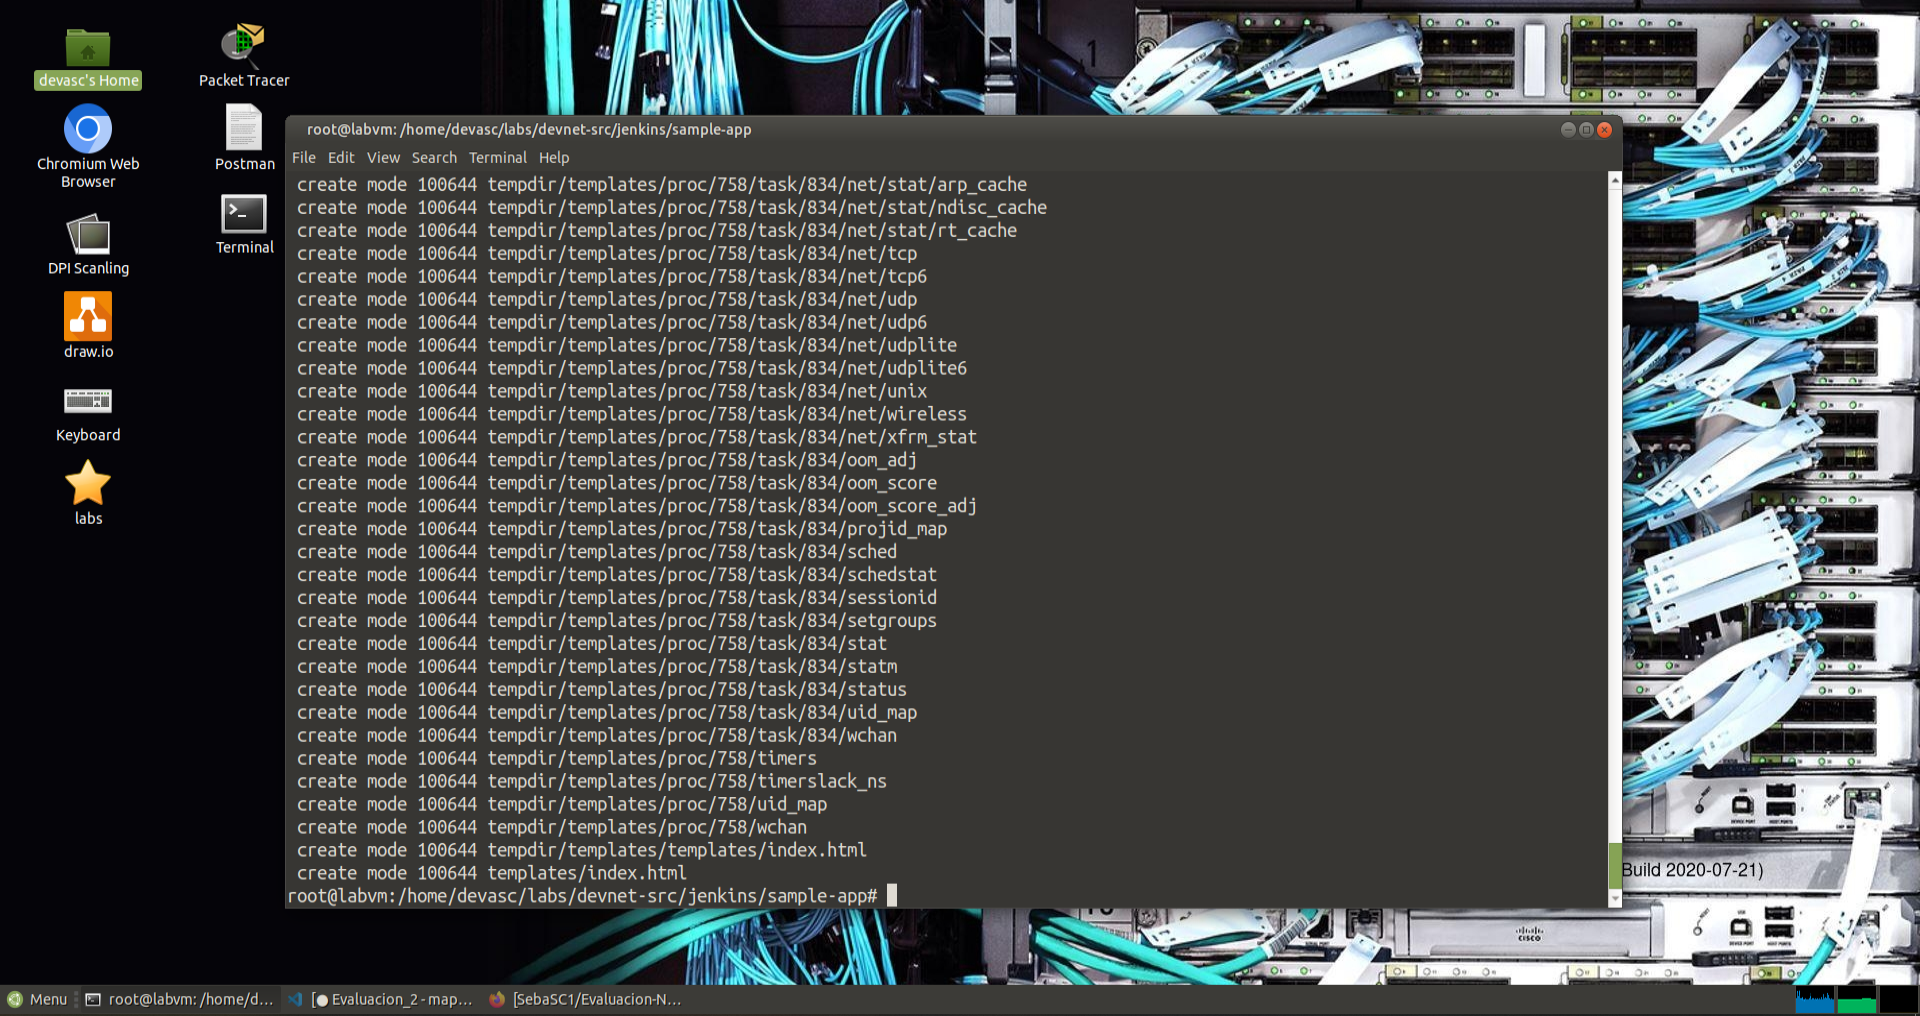 devasc's Home
Packet Tracer
Chromium Web
Browser
Postman
DPI Scanling
Terminal
draw.io
Keyboard
labs
root@labvm: /home/devasc/labs/devnet-src/jenkins/sample-app
File Edit View Search Terminal Help
create mode 100644 tempdir/templates/proc/758/task/834/net/stat/arp_cache
create mode 100644 tempdir/templates/proc/758/task/834/net/stat/ndisc_cache
create mode 100644 tempdir/templates/proc/758/task/834/net/stat/rt_cache
create mode 100644 tempdir/templates/proc/758/task/834/net/tcp
create mode 100644 tempdir/templates/proc/758/task/834/net/tcp6
create mode 100644 tempdir/templates/proc/758/task/834/net/udp
create mode 100644 tempdir/templates/proc/758/task/834/net/udp6
create mode 100644 tempdir/templates/proc/758/task/834/net/udplite
create mode 100644 tempdir/templates/proc/758/task/834/net/udplite6
create mode 100644 tempdir/templates/proc/758/task/834/net/unix
create mode 100644 tempdir/templates/proc/758/task/834/net/wireless
create mode 100644 tempdir/templates/proc/758/task/834/net/xfrm_stat
create mode 100644 tempdir/templates/proc/758/task/834/oom_adj
create mode 100644 tempdir/templates/proc/758/task/834/oom_score
create mode 100644 tempdir/templates/proc/758/task/834/oom_score_adj
create mode 100644 tempdir/templates/proc/758/task/834/projid_map
create mode 100644 tempdir/templates/proc/758/task/834/sched
create mode 100644 tempdir/templates/proc/758/task/834/schedstat
create mode 100644 tempdir/templates/proc/758/task/834/sessionid
create mode 100644 tempdir/templates/proc/758/task/834/setgroups
create mode 100644 tempdir/templates/proc/758/task/834/stat
create mode 100644 tempdir/templates/proc/758/task/834/statm
create mode 100644 tempdir/templates/proc/758/task/834/status
create mode 100644 tempdir/templates/proc/758/task/834/uid_map
create mode 100644 tempdir/templates/proc/758/task/834/wchan
create mode 100644 tempdir/templates/proc/758/timers
create mode 100644 tempdir/templates/proc/758/timerslack_ns
create mode 100644 tempdir/templates/proc/758/uid_map
create mode 100644 tempdir/templates/proc/758/wchan
create mode 100644 tempdir/templates/templates/index.html
create mode 100644 templates/index.html
root@labvm:/home/devasc/labs/devnet-src/jenkins/sample-app#
Build 2020-07-21)
CISCO
Menu
root@labvm: /home/d...
[Evaluacion_2 - map...
[SebaSC1/Evaluacion-N...